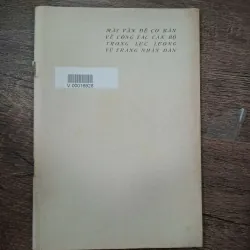 MẤY VẤN ĐỀ CƠ BẢN
VỀ CÔNG TÁC CÁN BỘ
TRONG LỰC LƯỢNG
VŨ TRANG NHÂN DÂN